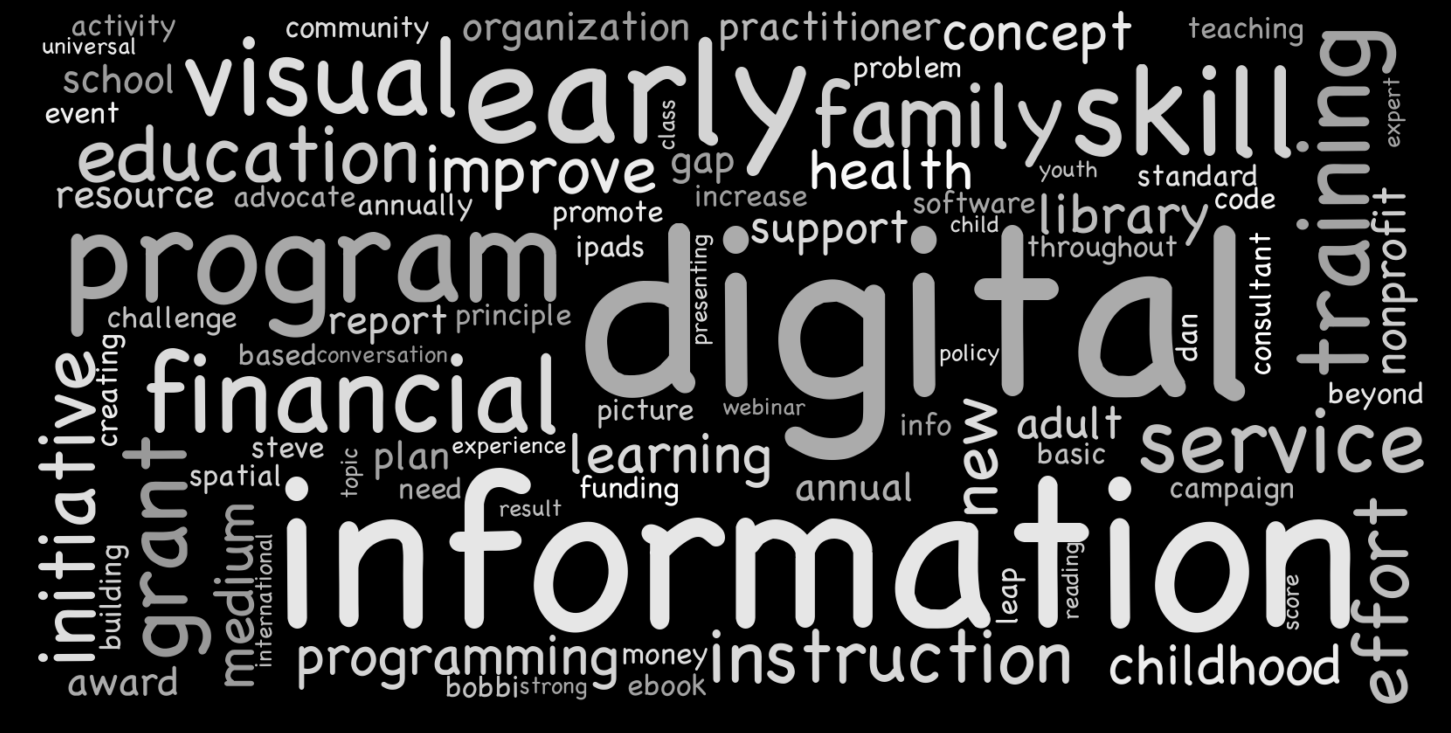 activity
community
organization
practitioner
concept
teaching
universal
school
visual
early
problem
family
skill
training
expert
event
class
education
improve
gap
health
youth
standard
resource
advocate
annually
increase
promote
software
child
library
code
nonprofit
program
ipads
support
digital
presenting
throughout
consultant
challenge
report
principle
dan
initiative
creating
based
conversation
policy
financial
beyond
picture
webinar
info
new
adult
service
steve
topic
plan
experience
learning
basic
grant
spatial
need
funding
annual
campaign
result
information
effort
medium
international
building
leap
reading
score
programming
money
instruction
childhood
award
bobbi
strong
ebook